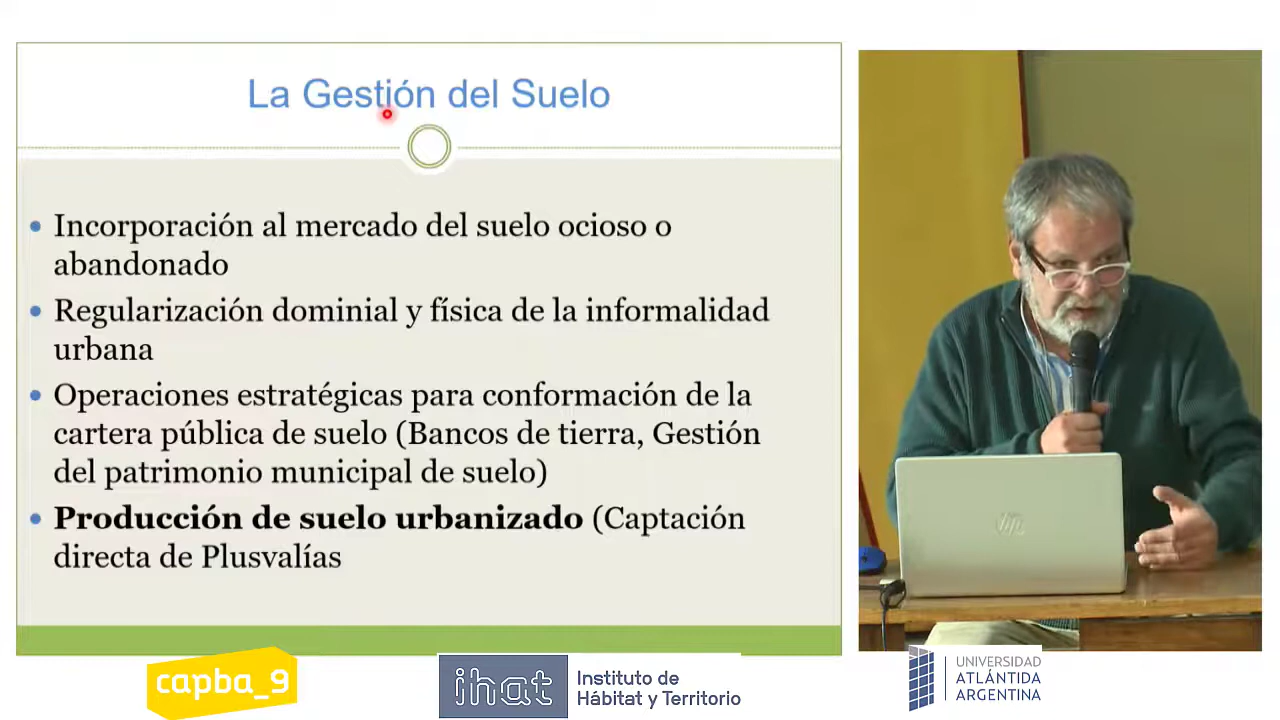 La Gestión del Suelo
• Incorporación al mercado del suelo ocioso o
abandonado
• Regularización dominial y física de la informalidad
urbana
• Operaciones estratégicas para conformación de la
cartera pública de suelo (Bancos de tierra, Gestión
del patrimonio municipal de suelo)
• Producción de suelo urbanizado (Captación
directa de Plusvalías
hp
capba_9
ihat
Instituto de
Hábitat y Territorio
UNIVERSIDAD
ATLÁNTIDA
ARGENTINA